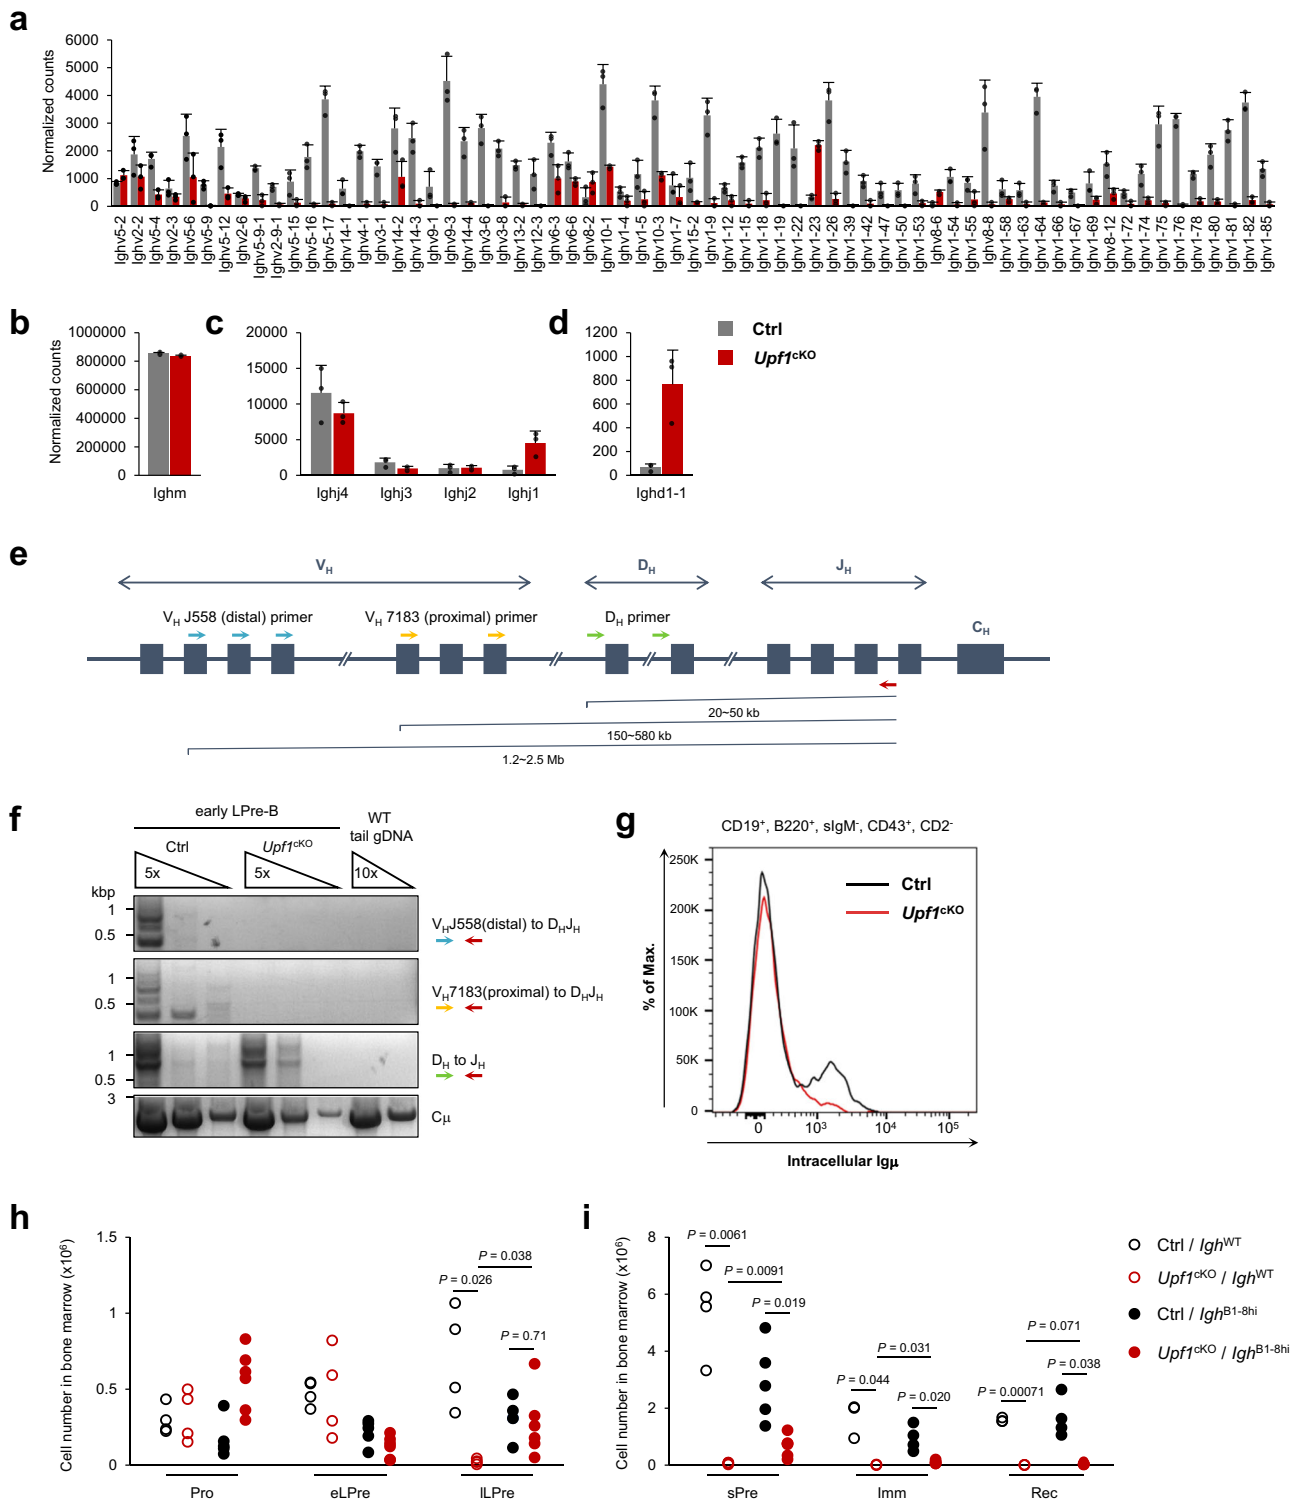 a
Normalized counts
6000
5000
4000
3000
2000
1000
0
Ighv5-2
Ighv2-2
Ighv5-4
Ighv2-3
Ighv5-6
Ighv5-9
Ighv5-12
Ighv2-6
Ighv5-9-1
Ighv2-9-1
Ighv5-15
Ighv5-16
Ighv5-17
Ighv14-1
Ighv4-1
Ighv3-1
Ighv14-2
Ighv14-3
Ighv9-1
Ighv9-3
Ighv14-4
Ighv3-6
Ighv3-8
Ighv13-2
Ighv12-3
Ighv6-3
Ighv6-6
Ighv8-2
Ighv10-1
Ighv1-4
Ighv1-5
Ighv10-3
Ighv1-7
Ighv15-2
Ighv1-9
Ighv1-12
Ighv1-15
Ighv1-18
Ighv1-19
Ighv1-22
Ighv1-23
Ighv1-26
Ighv1-39
Ighv1-42
Ighv1-47
Ighv1-50
Ighv1-53
Ighv8-6
Ighv1-54
Ighv1-55
Ighv8-8
Ighv1-58
Ighv1-63
Ighv1-64
Ighv1-66
Ighv1-67
Ighv1-69
Ighv8-12
Ighv1-72
Ighv1-74
Ighv1-75
Ighv1-76
Ighv1-78
Ighv1-80
Ighv1-81
Ighv1-82
Ighv1-85
b
Normalized counts
1000000
800000
600000
400000
200000
0
Ighm
c
20000
15000
10000
5000
0
Ighj4
Ighj3
Ighj2
Ighj1
d
1200
1000
800
600
400
200
0
Ighd1-1
Ctrl
Upf1cKO
e
VH
DH
JH
VH J558 (distal) primer
VH 7183 (proximal) primer
DH primer
CH
20~50 kb
150~580 kb
1.2~2.5 Mb
f
early LPre-B
WT
tail gDNA
Ctrl
Upf1cKO
5x
5x
10x
kbp
1
0.5
VHJ558(distal) to DHJH
1
0.5
VH7183(proximal) to DHJH
1
0.5
DH to JH
3
Cμ
g
CD19+, B220+, sIgM-, CD43+, CD2-
% of Max.
250K
200K
150K
100K
50K
0
Ctrl
Upf1cKO
0
10³
10⁴
10⁵
Intracellular Igμ
h
Cell number in bone marrow (x10⁶)
1.5
1
0.5
0
P = 0.038
P = 0.026
P = 0.71
Pro
eLPre
lLPre
i
Cell number in bone marrow (x10⁶)
8
6
4
2
0
P = 0.0061
P = 0.0091
P = 0.019
P = 0.031
P = 0.044
P = 0.020
P = 0.071
P = 0.038
P = 0.00071
sPre
Imm
Rec
Ctrl / IghWT
Upf1cKO / IghWT
Ctrl / IghB1-8hi
Upf1cKO / IghB1-8hi